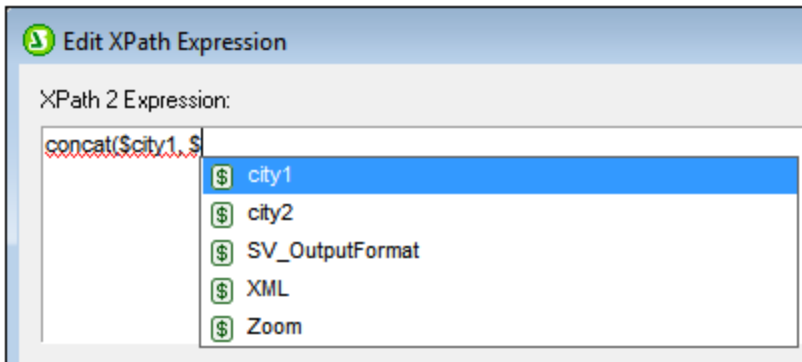 Edit XPath Expression
XPath 2 Expression:
concat($city1, $
$ city1
$ city2
$ SV_OutputFormat
$ XML
$ Zoom